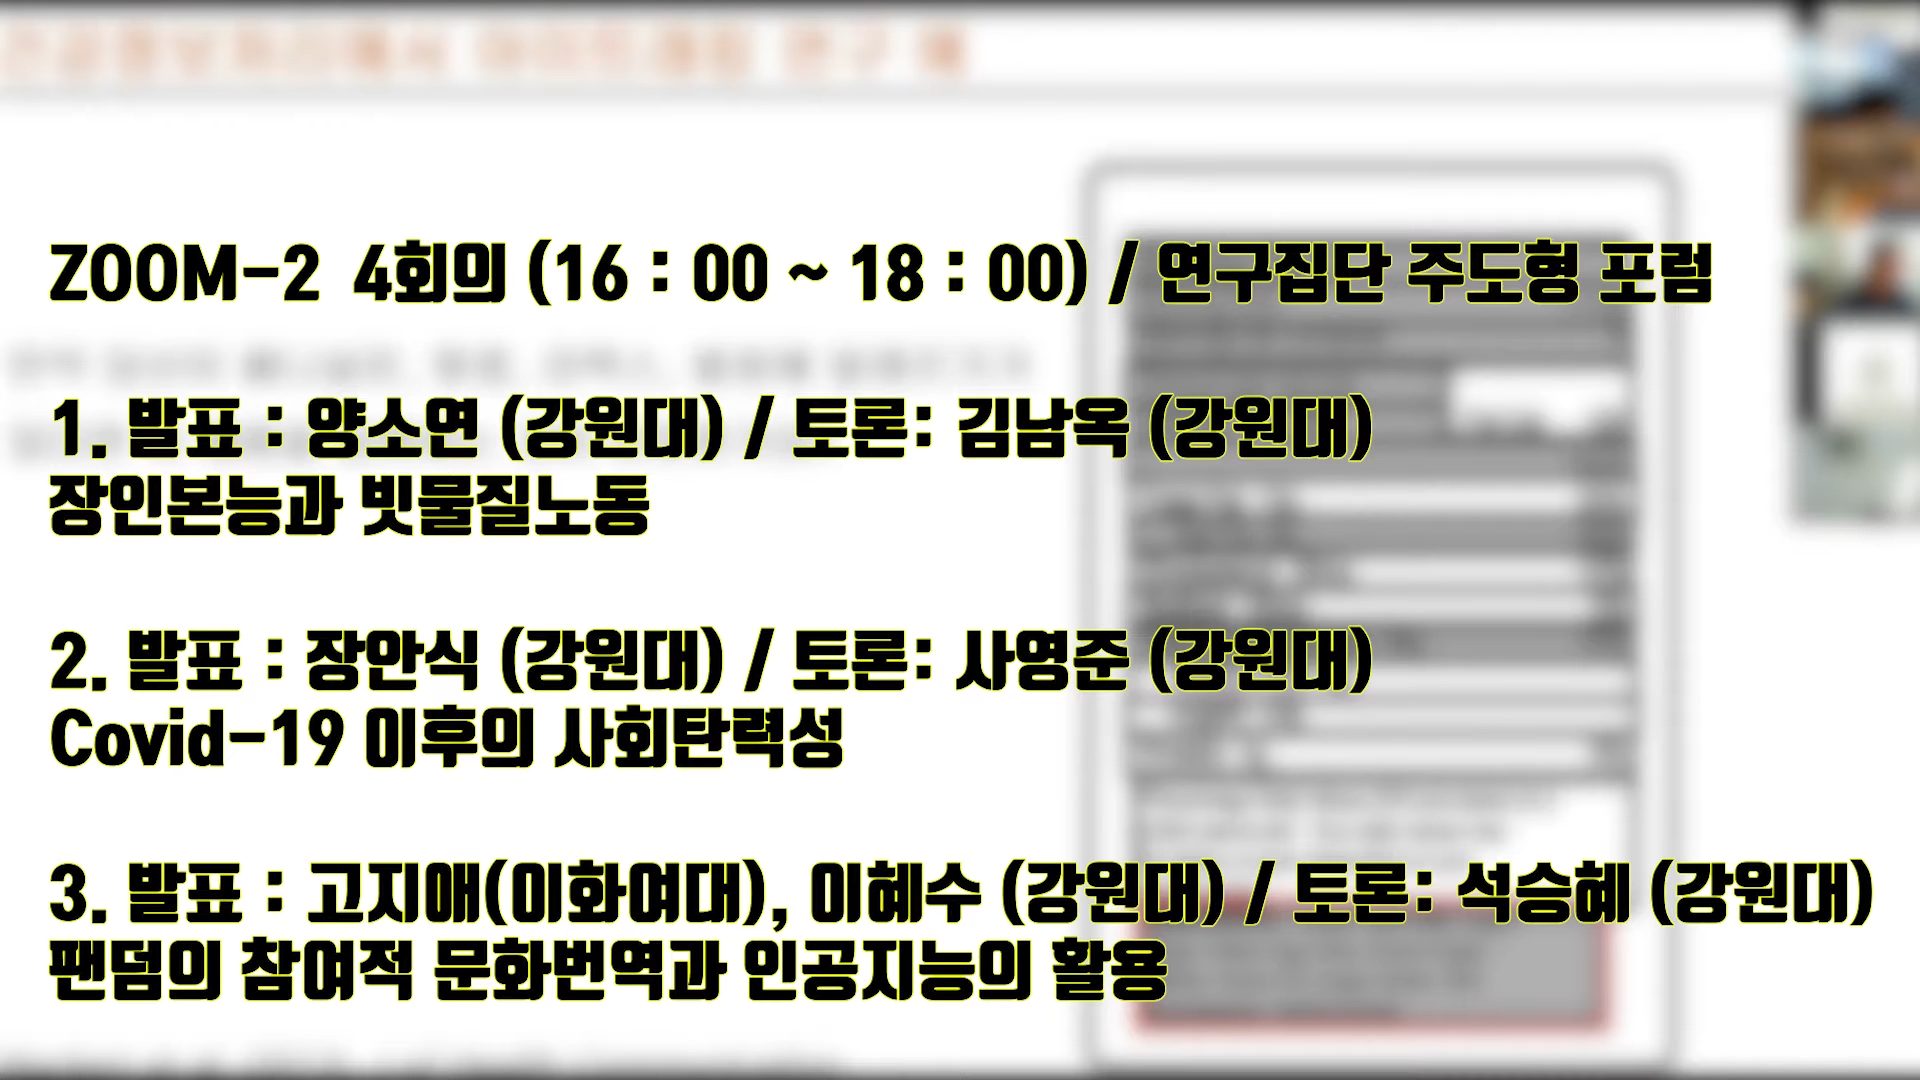 ZOOM-2 4회의 (16 : 00 ~ 18 : 00) / 연구집단 주도형 포럼
1. 발표 : 양소연 (강원대) / 토론: 김남옥 (강원대)
장인본능과 빗물질노동
2. 발표 : 장안식 (강원대) / 토론: 사영준 (강원대)
Covid-19 이후의 사회탄력성
3. 발표 : 고지애(이화여대), 이혜수 (강원대) / 토론: 석승혜 (강원대)
팬덤의 참여적 문화번역과 인공지능의 활용